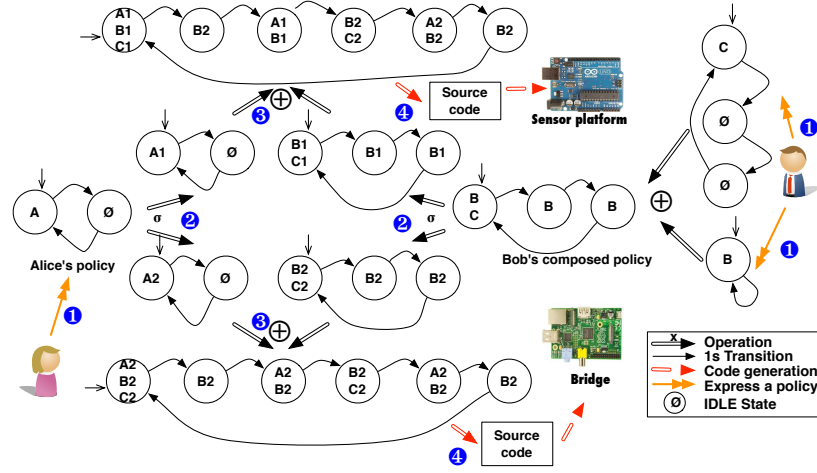 A1
B1
C1
B2
A1
B1
B2
C2
A2
B2
B2
4
Source
code
ARDUINO
Sensor platform
C
Ø
Ø
1
3
⊕
A1
Ø
B1
C1
B1
B1
A
Ø
σ
2
Alice's policy
2
σ
B
C
B
B
Bob's composed policy
⊕
B
1
A2
Ø
B2
C2
B2
B2
1
3
⊕
A2
B2
C2
B2
A2
B2
B2
C2
A2
B2
B2
4
Source
code
Bridge
x
Operation
1s Transition
Code generation
Express a policy
Ø
IDLE State